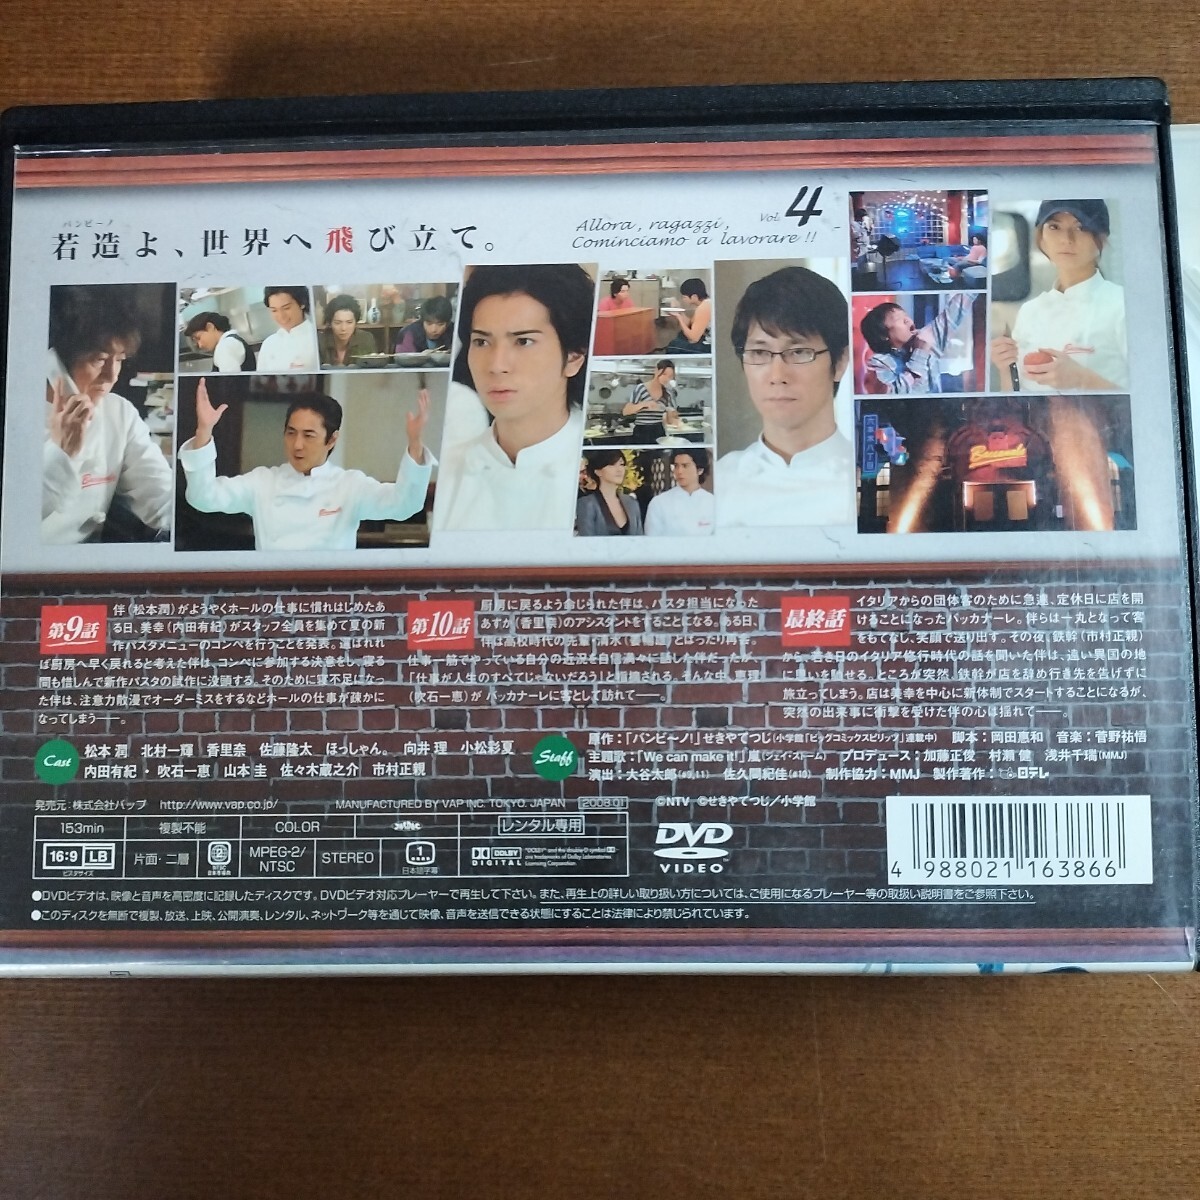 バンビーノ
若造よ、世界へ飛び立て。
Allora, ragazzi,
Cominciamo a lavorare!!
Vol. 4
六本木八丁目
Baccanale
第9話
伴(松本潤)がようやくホールの仕事に慣れはじめたあ
る日、美幸(内田有紀)がスタッフ全員を集めて夏の新
作パスタメニューのコンペを行うことを発表。選ばれれ
ば厨房へ早く戻れると考えた伴は、コンペに参加する決意をし、寝る
間も惜しんで新作パスタの試作に没頭する。そのために寝不足になっ
た伴は、注意力散漫でオーダーミスをするなどホールの仕事が疎かに
なってしまう──。
第10話
厨房に戻るよう命じられた伴は、パスタ担当になった
あすか(香里奈)のアシスタントをすることになる。ある日、
伴は高校時代の先輩・清水()とばったり再会。
仕事一筋でやっている自分の近況を自信満々に話した伴だったが、
「仕事が人生のすべてじゃないだろう」と指摘される。そんな中、恵理
(吹石一恵)が バッカナーレに客として訪れて──。
最終話
イタリアからの団体客のために急遽、定休日に店を開
けることになったバッカナーレ。伴らは一丸となって客
をもてなし、笑顔で送り出す。その夜、鉄幹(市村正親)
から、若き日のイタリア修行時代の話を聞いた伴は、遠い異国の地
に思いを馳せる。ところが突然、鉄幹が店を辞め行き先を告げずに
旅立ってしまう。店は美幸を中心に新体制でスタートすることになるが、
突然の出来事に衝撃を受けた伴の心は揺れて──。
Cast
松本 潤　北村一輝　香里奈　佐藤隆太　ほっしゃん。　向井 理　小松彩夏
内田有紀・吹石一恵　山本 圭　佐々木蔵之介　市村正親
Staff
原作:「バンビ〜ノ!」せきやてつじ(小学館「ビッグコミックスピリッツ」連載中)　脚本:岡田惠和　音楽:菅野祐悟
主題歌:「We can make it!」嵐(ジェイ・ストーム)　プロデュース:加藤正俊　村瀬 健　浅井千瑞(MMJ)
演出:大谷太郎(#9,11)　佐久間紀佳(#10)　制作協力:MMJ　製作著作:日テレ
発売元:株式会社バップ　http://www.vap.co.jp/　MANUFACTURED BY VAP INC. TOKYO, JAPAN　2008.01　©NTV　©せきやてつじ/小学館
153min　複製不能　COLOR　レンタル専用
16:9 LB ビスタサイズ　片面・二層　2 日本市場向　MPEG-2/NTSC　STEREO　1 日本語字幕　DOLBY DIGITAL　"DOLBY" and the double-D symbol are trademarks of Dolby Laboratories Licensing Corporation.
DVD VIDEO
4 988021 163866
●DVDビデオは、映像と音声を高密度に記録したディスクです。DVDビデオ対応プレーヤーで再生して下さい。また、再生上の詳しい取り扱い方については、ご使用になるプレーヤー等の取扱い説明書をご参照下さい。
●このディスクを無断で複製、放送、上映、公開演奏、レンタル、ネットワーク等を通じて映像、音声を送信できる状態にすることは法律により禁じられています。